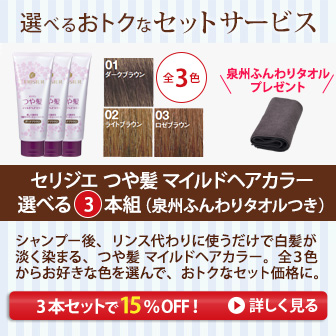 選べるおトクなセットサービス
つや髪
01
ダークブラウン
02
ライトブラウン
03
ロゼブラウン
全3色
泉州ふんわりタオル
プレゼント
セリジエ つや髪 マイルドヘアカラー
選べる3本組(泉州ふんわりタオルつき)
シャンプー後、リンス代わりに使うだけで白髪が
淡く染まる、つや髪 マイルドヘアカラー。全3色
からお好きな色を選んで、おトクなセット価格に。
3本セットで15%OFF!
詳しく見る